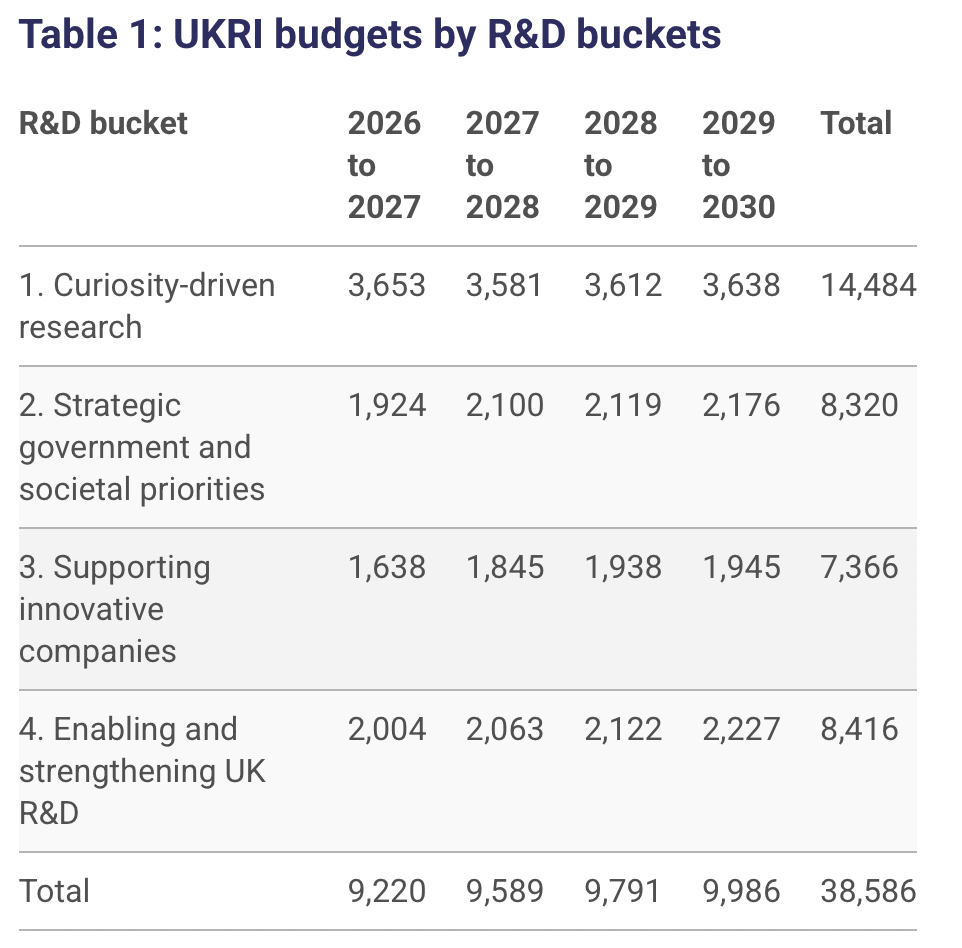 Table 1: UKRI budgets by R&D buckets
R&D bucket 2026 to 2027 2027 to 2028 2028 to 2029 2029 to 2030 Total
1. Curiosity-driven research 3,653 3,581 3,612 3,638 14,484
2. Strategic government and societal priorities 1,924 2,100 2,119 2,176 8,320
3. Supporting innovative companies 1,638 1,845 1,938 1,945 7,366
4. Enabling and strengthening UK R&D 2,004 2,063 2,122 2,227 8,416
Total 9,220 9,589 9,791 9,986 38,586